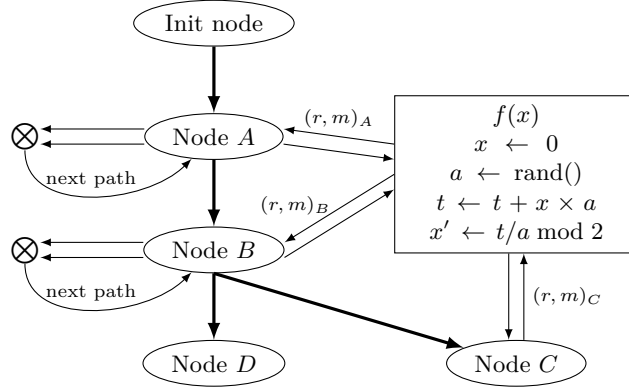 Init node
Node A
(r, m)_A
next path
f(x)
x ← 0
a ← rand()
t ← t + x × a
x′ ← t/a mod 2
(r, m)_B
Node B
next path
(r, m)_C
Node D
Node C